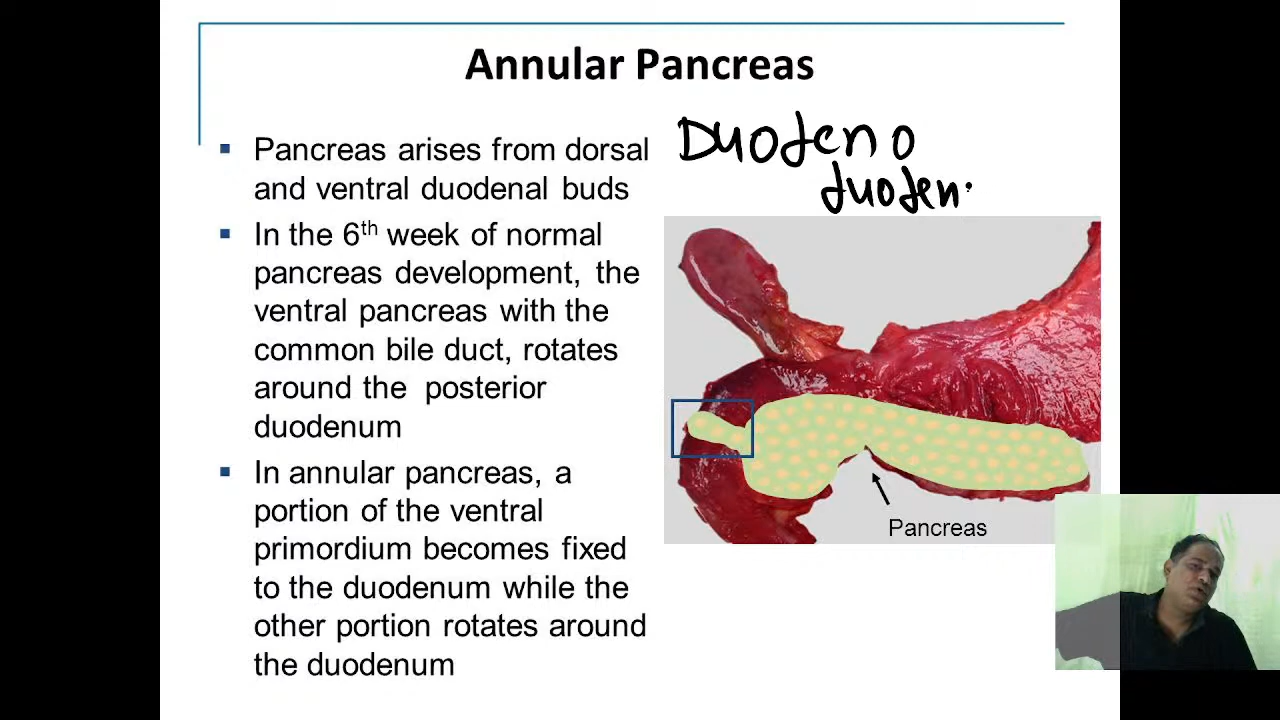 Annular Pancreas
▪ Pancreas arises from dorsal
and ventral duodenal buds
▪ In the 6th week of normal
pancreas development, the
ventral pancreas with the
common bile duct, rotates
around the posterior
duodenum
▪ In annular pancreas, a
portion of the ventral
primordium becomes fixed
to the duodenum while the
other portion rotates around
the duodenum
Duodeno
duoden.
Pancreas